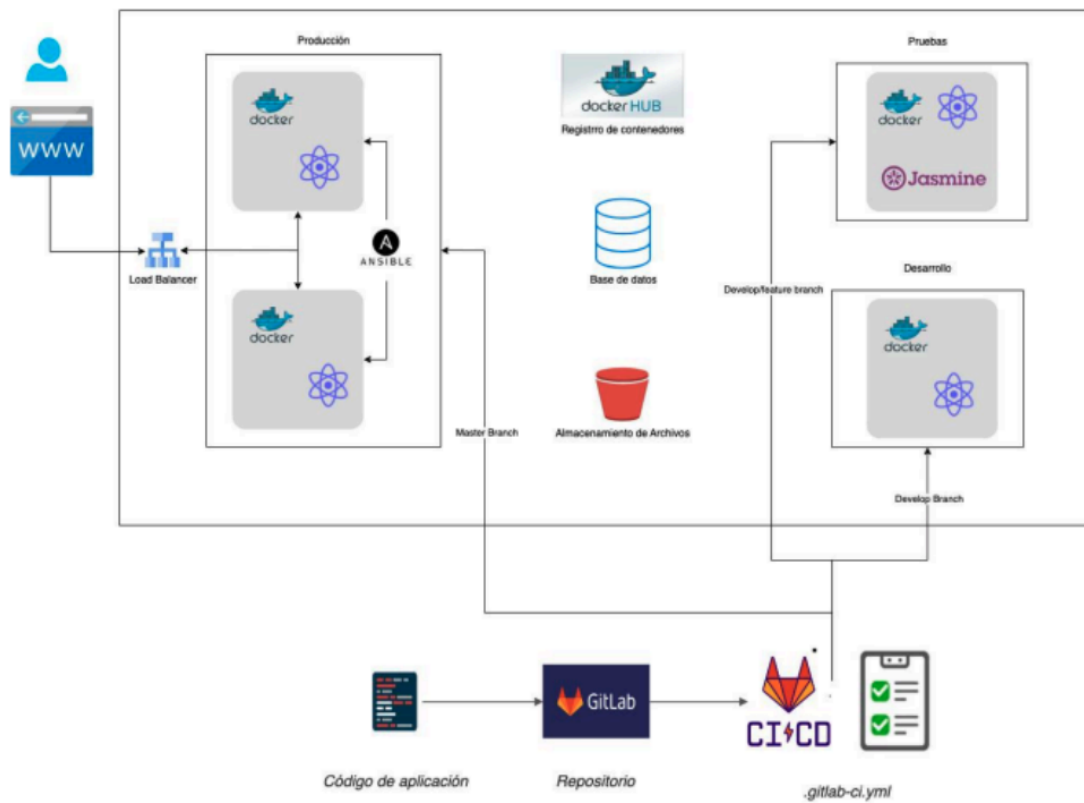 Producción
docker
docker HUB
Registrro de contenedores
Pruebas
docker
Jasmine
WWW
Load Balancer
A
ANSIBLE
docker
Base de datos
Develop/feature branch
Desarrollo
docker
Master Branch
Almacenamiento de Archivos
Develop Branch
GitLab
CI CD
Código de aplicación
Repositorio
.gitlab-ci.yml